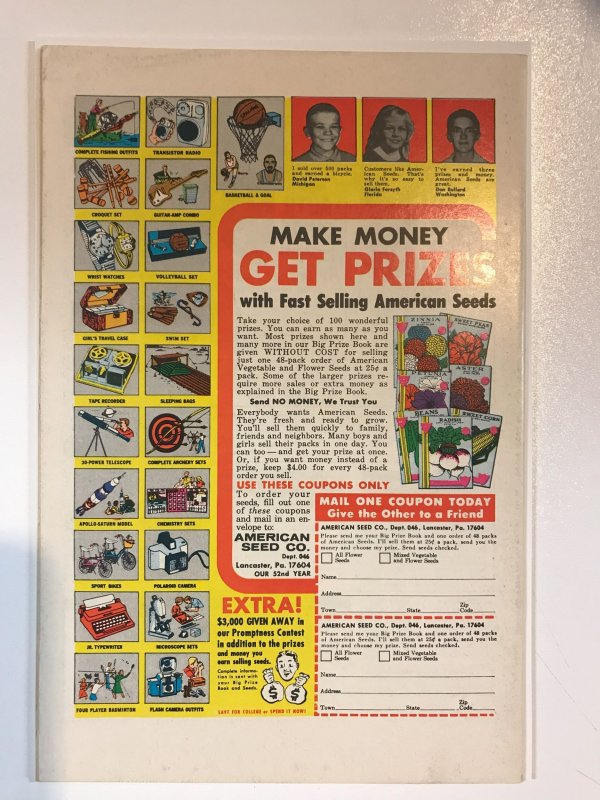 COMPLETE FISHING OUTFITS
TRANSISTOR RADIO
BASKETBALL & GOAL
CROQUET SET
GUITAR-AMP COMBO
WRIST WATCHES
VOLLEYBALL SET
GIRL'S TRAVEL CASE
SWIM SET
TAPE RECORDER
SLEEPING BAGS
30-POWER TELESCOPE
COMPLETE ARCHERY SETS
APOLLO-SATURN MODEL
CHEMISTRY SETS
SPORT BIKES
POLAROID CAMERA
JR. TYPEWRITER
MICROSCOPE SETS
FOUR PLAYER BADMINTON
FLASH CAMERA OUTFITS
I sold over 500 packs
and earned a bicycle.
David Peterson
Michigan
Customers like Amer-
ican Seeds. That's
why it's so easy to
sell them.
Gloria Forsyth
Florida
I've earned three
prizes and money.
American Seeds are
great.
Don Bullard
Washington
MAKE MONEY
GET PRIZES
with Fast Selling American Seeds
Take your choice of 100 wonderful
prizes. You can earn as many as you
want. Most prizes shown here and
many more in our Big Prize Book are
given WITHOUT COST for selling
just one 48-pack order of American
Vegetable and Flower Seeds at 25¢ a
pack. Some of the larger prizes re-
quire more sales or extra money as
explained in the Big Prize Book.
Send NO MONEY, We Trust You
Everybody wants American Seeds.
They're fresh and ready to grow.
You'll sell them quickly to family,
friends and neighbors. Many boys and
girls sell their packs in one day. You
can too — and get your prize at once.
Or, if you want money instead of a
prize, keep $4.00 for every 48-pack
order you sell.
ZINNIA
SWEET PEAS
PETUNIA
ASTER
BEANS
RADISH
SWEET CORN
USE THESE COUPONS ONLY
To order your
seeds, fill out one
of these coupons
and mail in an en-
velope to:
AMERICAN
SEED CO.
Dept. 046
Lancaster, Pa. 17604
OUR 52nd YEAR
EXTRA!
$3,000 GIVEN AWAY in
our Promptness Contest
in addition to the prizes
and money you
earn selling seeds.
Complete informa-
tion is sent with
your Big Prize
Book and Seeds.
$ $
SAVE FOR COLLEGE or SPEND IT NOW!
MAIL ONE COUPON TODAY
Give the Other to a Friend
AMERICAN SEED CO., Dept. 046, Lancaster, Pa. 17604
Please send me your Big Prize Book and one order of 48 packs
of American Seeds. I'll sell them at 25¢ a pack, send you the
money and choose my prize. Send seeds checked.
All Flower
Seeds
Mixed Vegetable
and Flower Seeds
Name
Address
Town State Zip Code
AMERICAN SEED CO., Dept. 046, Lancaster, Pa. 17604
Please send me your Big Prize Book and one order of 48 packs
of American Seeds. I'll sell them at 25¢ a pack, send you the
money and choose my prize. Send seeds checked.
All Flower
Seeds
Mixed Vegetable
and Flower Seeds
Name
Address
Town State Zip Code